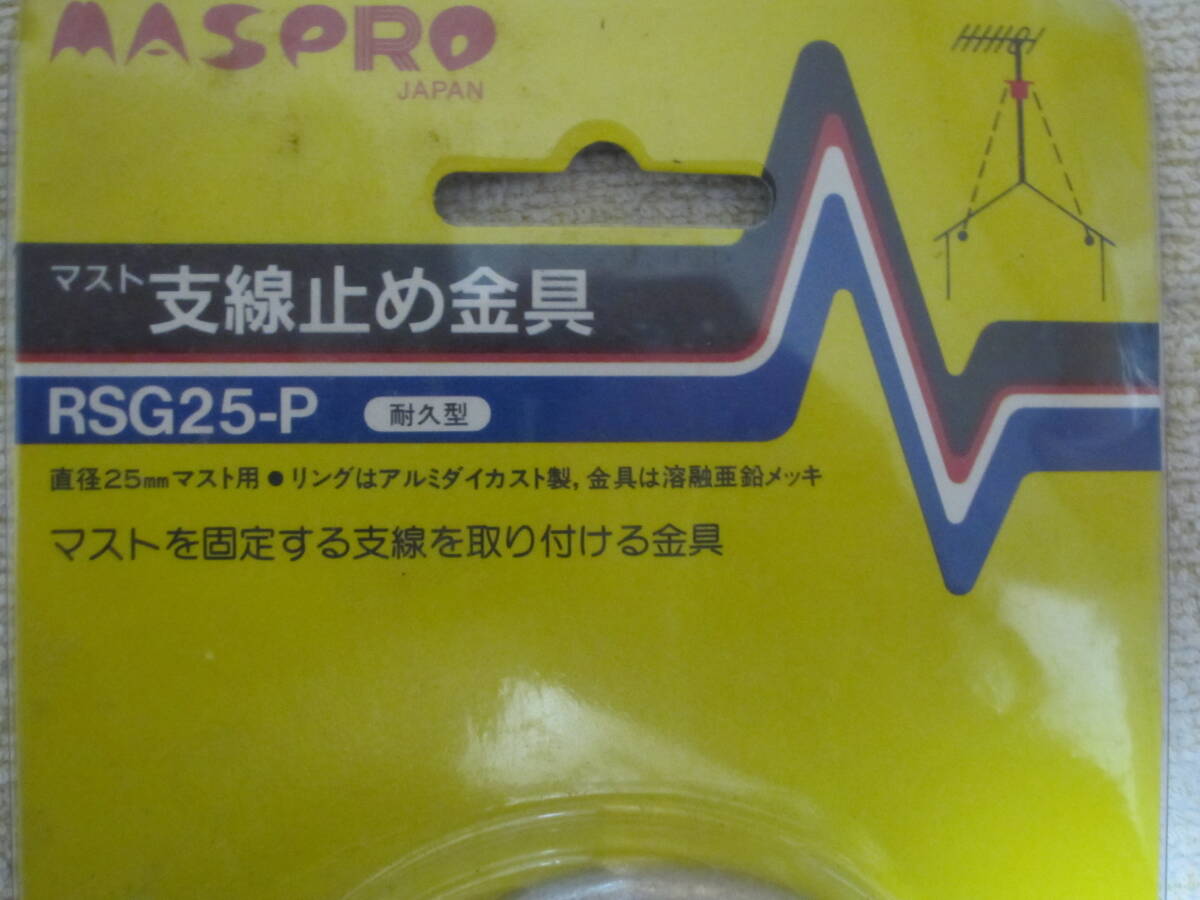 MASPRO
JAPAN
マスト支線止め金具
RSG25-P 耐久型
直径25mmマスト用●リングはアルミダイカスト製,金具は溶融亜鉛メッキ
マストを固定する支線を取り付ける金具